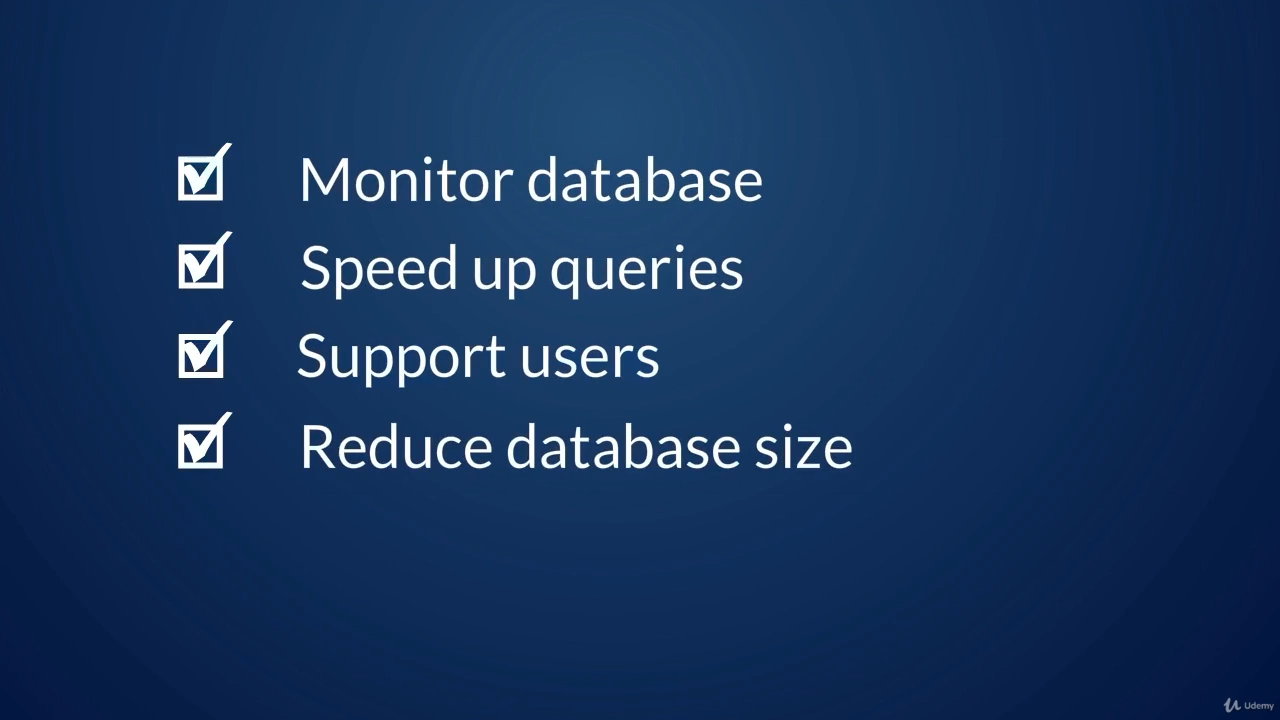 Monitor database
Speed up queries
Support users
Reduce database size
Udemy